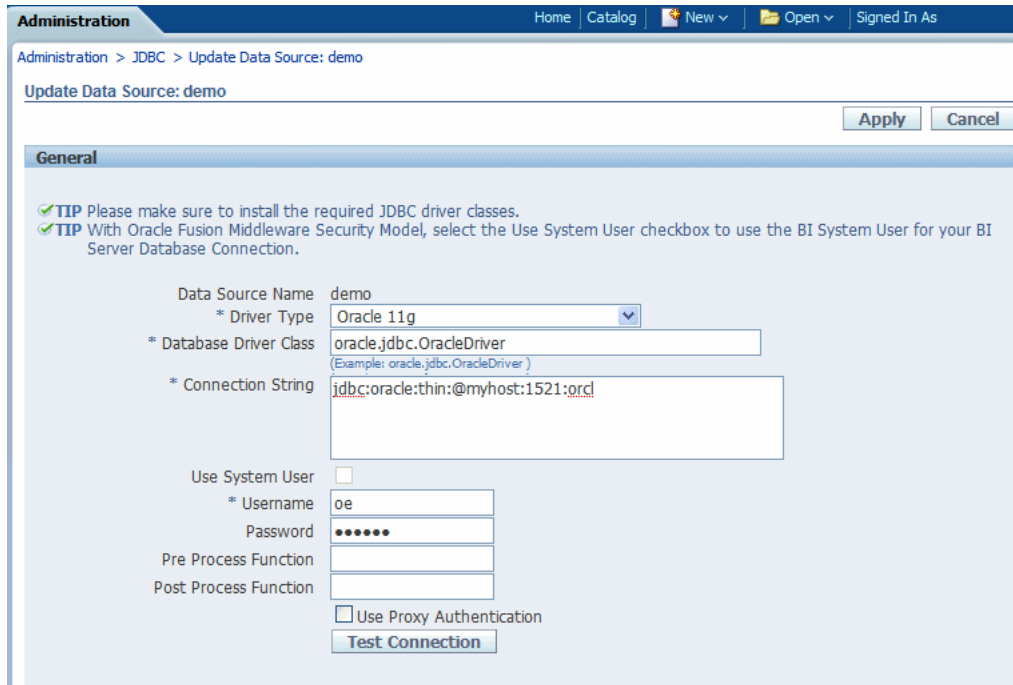 Administration
Home Catalog New Open Signed In As
Administration > JDBC > Update Data Source: demo
Update Data Source: demo
Apply Cancel
General
TIP Please make sure to install the required JDBC driver classes.
TIP With Oracle Fusion Middleware Security Model, select the Use System User checkbox to use the BI System User for your BI
Server Database Connection.
Data Source Name demo
* Driver Type Oracle 11g
* Database Driver Class oracle.jdbc.OracleDriver
(Example: oracle.jdbc.OracleDriver )
* Connection String jdbc:oracle:thin:@myhost:1521:orcl
Use System User
* Username oe
Password ••••••
Pre Process Function
Post Process Function
Use Proxy Authentication
Test Connection